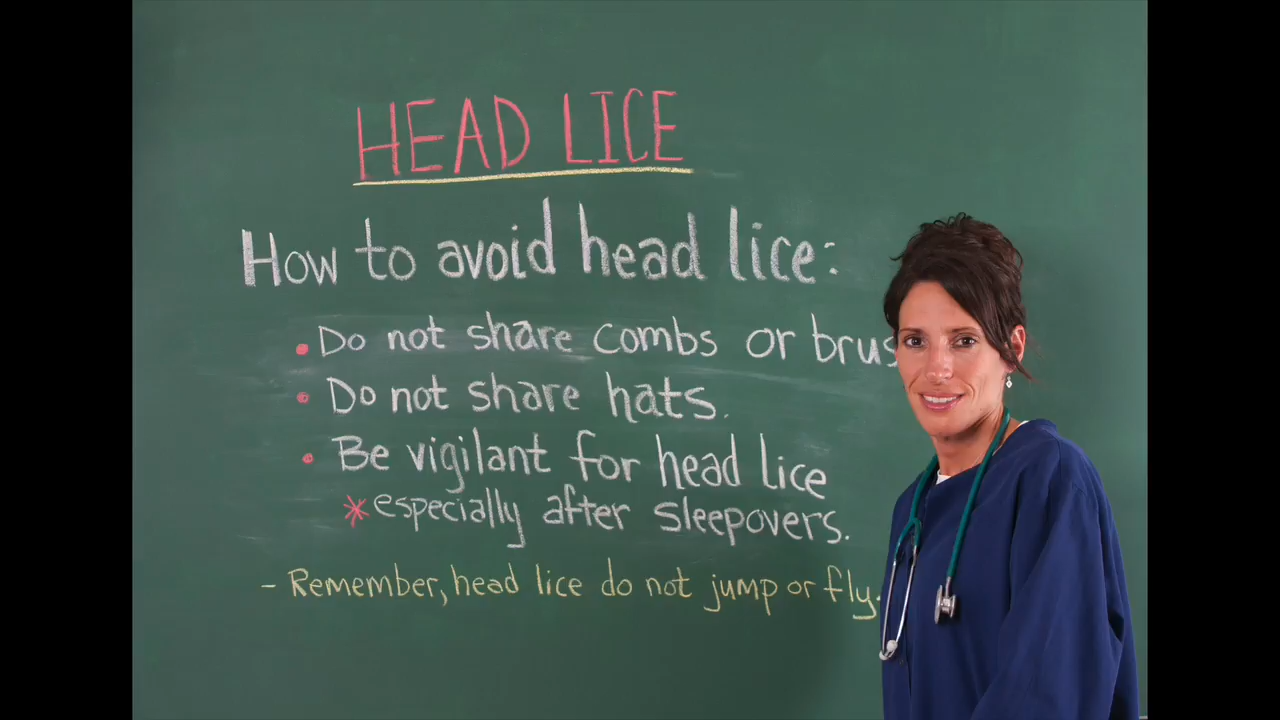 HEAD LICE
How to avoid head lice:
• Do not share combs or brus
• Do not share hats.
• Be vigilant for head lice
* especially after sleepovers.
- Remember, head lice do not jump or fly.